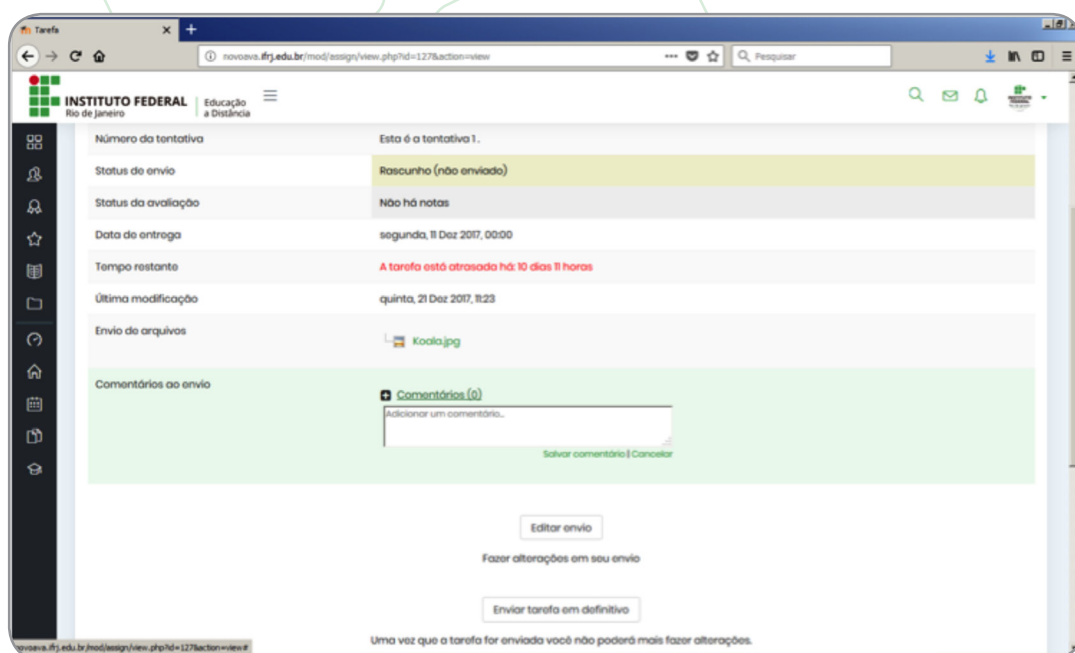 Tarefa
novoava.ifrj.edu.br/mod/assign/view.php?id=127&action=view
Pesquisar
INSTITUTO FEDERAL
Rio de Janeiro
Educação
a Distância
Número da tentativa Esta é a tentativa 1.
Status de envio Rascunho (não enviado)
Status da avaliação Não há notas
Data de entrega segunda, 11 Dez 2017, 00:00
Tempo restante A tarefa está atrasada há: 10 dias 11 horas
Última modificação quinta, 21 Dez 2017, 11:23
Envio de arquivos
Koala.jpg
Comentários ao envio
Comentários (0)
Adicionar um comentário...
Salvar comentário | Cancelar
Editar envio
Fazer alterações em seu envio
Enviar tarefa em definitivo
Uma vez que a tarefa for enviada você não poderá mais fazer alterações.
novoava.ifrj.edu.br/mod/assign/view.php?id=127&action=view#